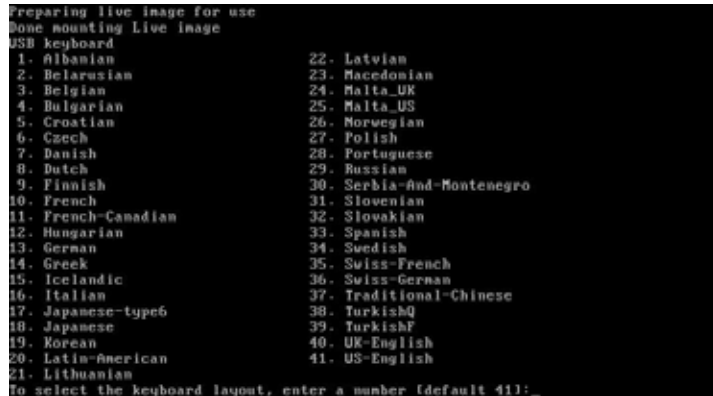 Preparing live image for use
Done mounting Live image
USB keyboard
1. Albanian 22. Latvian
2. Belarusian 23. Macedonian
3. Belgian 24. Malta_UK
4. Bulgarian 25. Malta_US
5. Croatian 26. Norwegian
6. Czech 27. Polish
7. Danish 28. Portuguese
8. Dutch 29. Russian
9. Finnish 30. Serbia-And-Montenegro
10. French 31. Slovenian
11. French-Canadian 32. Slovakian
12. Hungarian 33. Spanish
13. German 34. Swedish
14. Greek 35. Swiss-French
15. Icelandic 36. Swiss-German
16. Italian 37. Traditional-Chinese
17. Japanese-type6 38. TurkishQ
18. Japanese 39. TurkishF
19. Korean 40. UK-English
20. Latin-American 41. US-English
21. Lithuanian
To select the keyboard layout, enter a number [default 41]:_